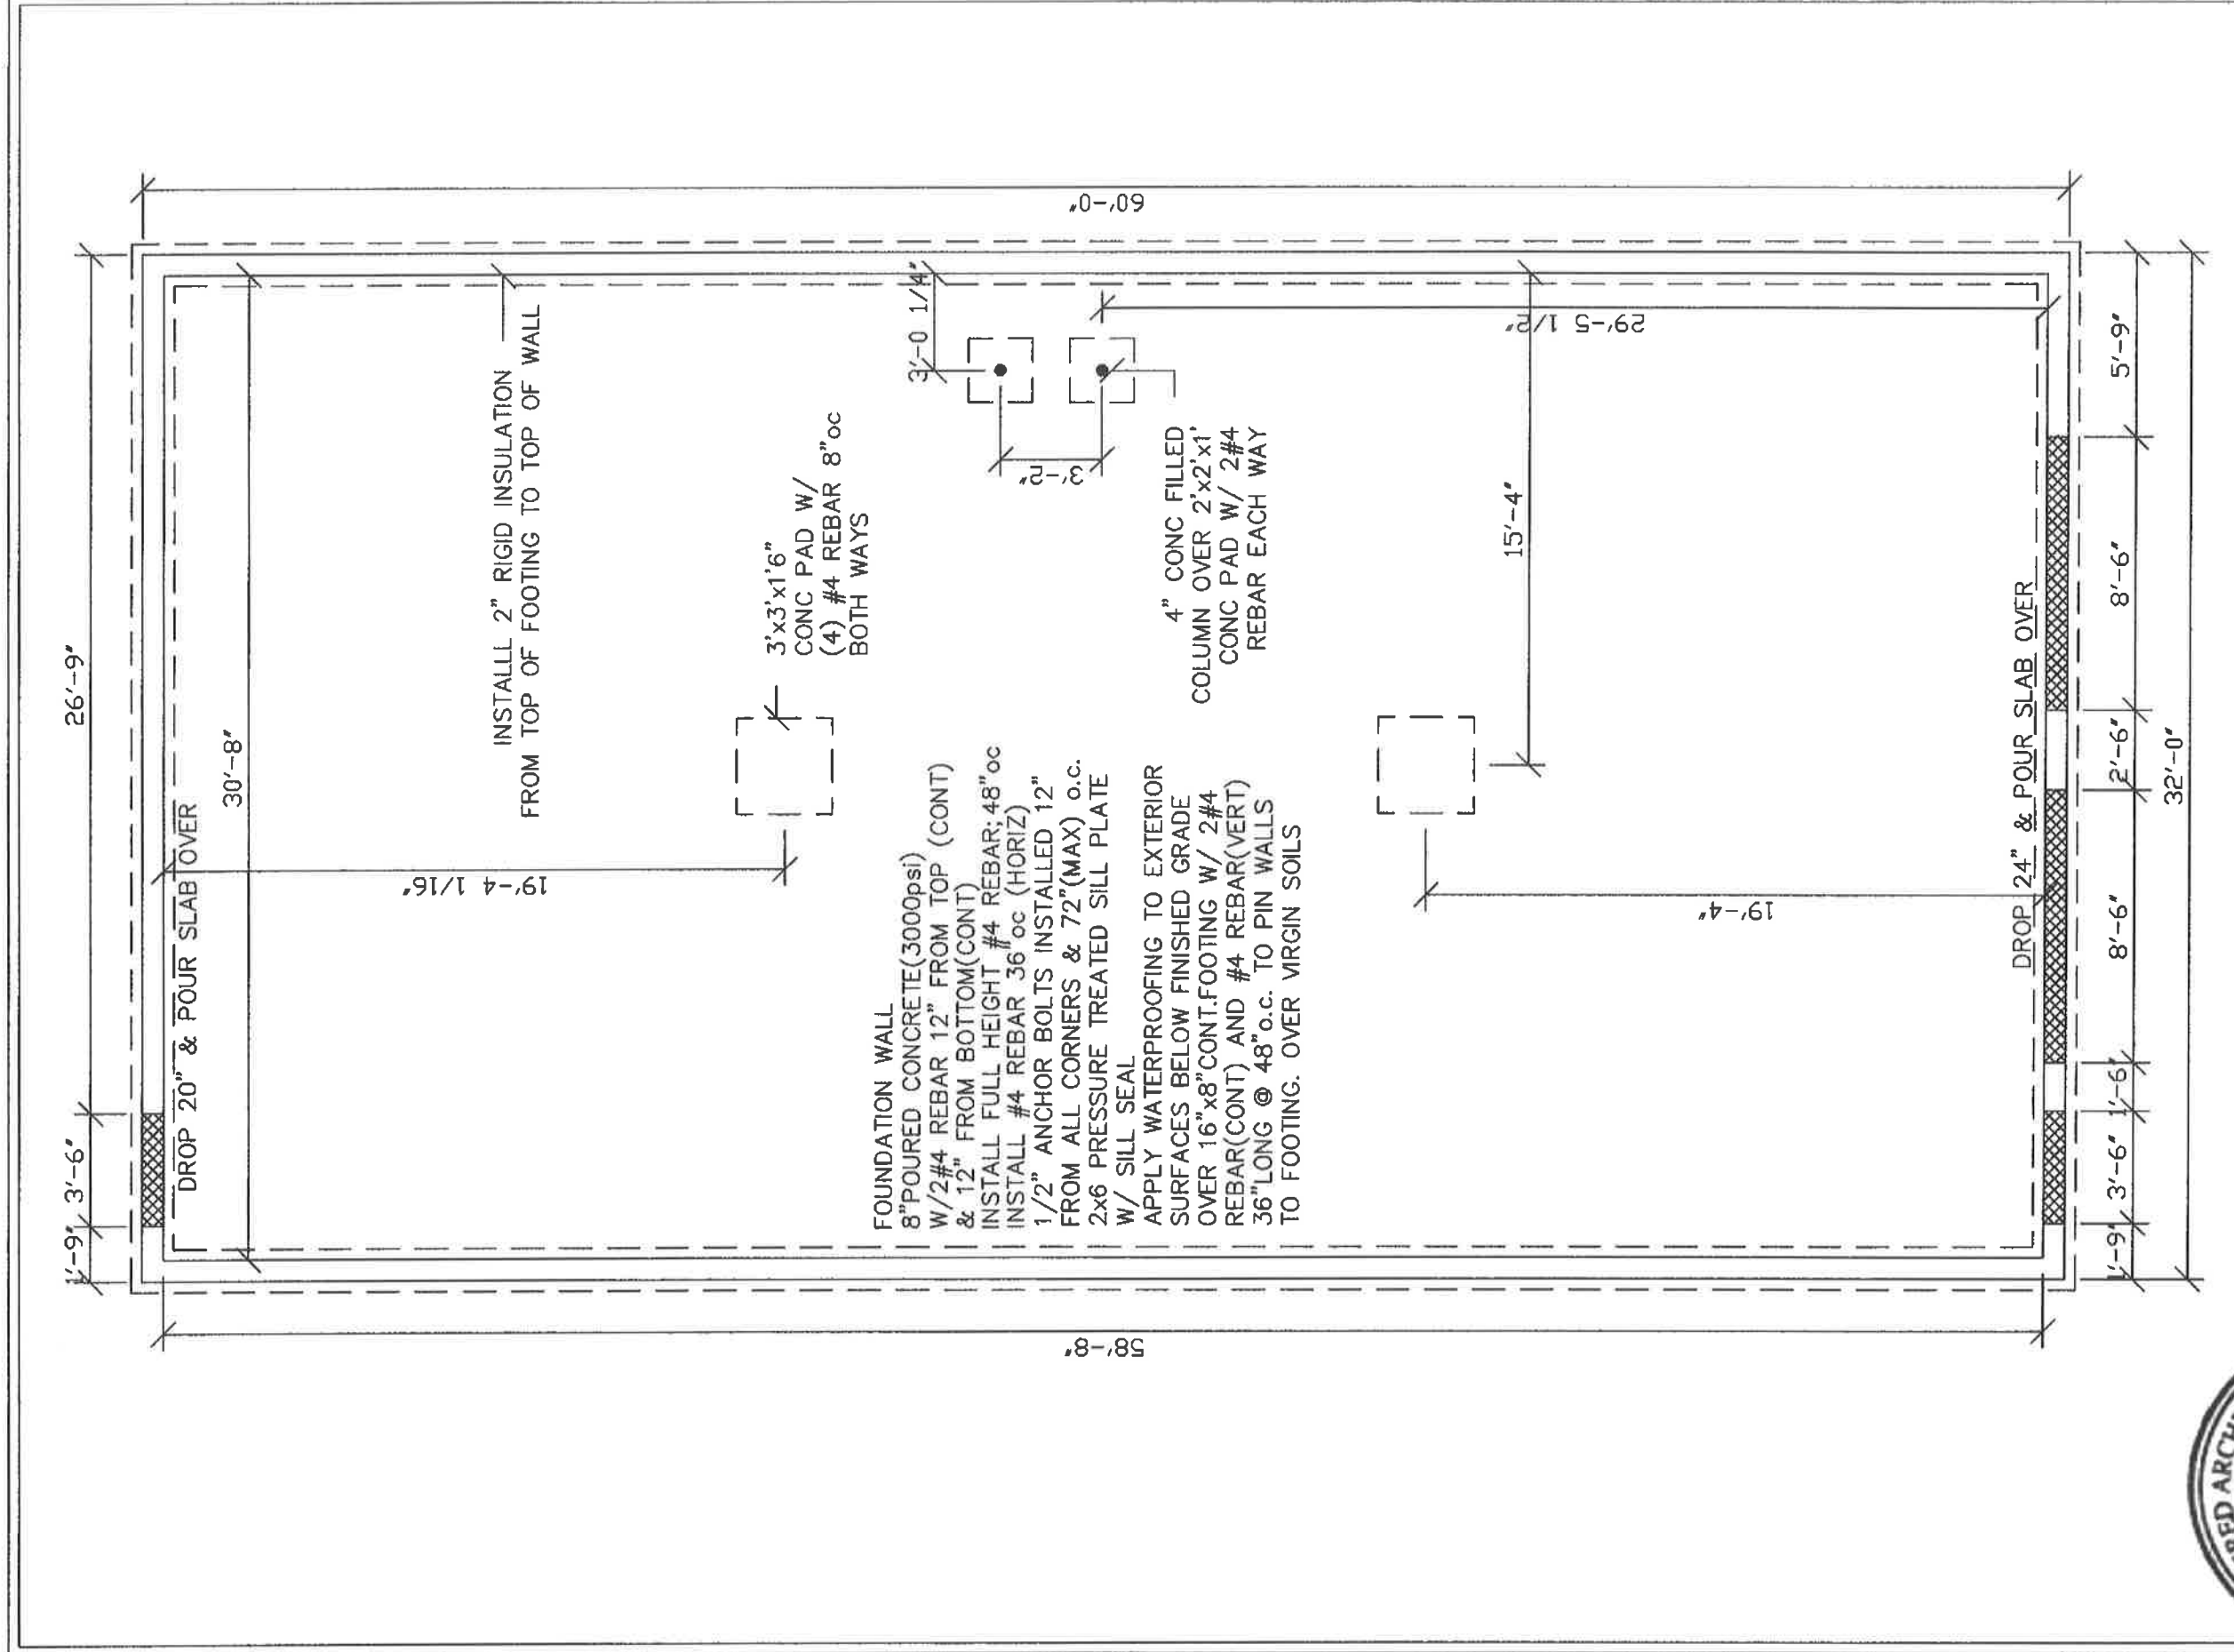 26'-9"
3'-6"
1'-9"
60'-0"
30'-8"
DROP 20" & POUR SLAB OVER
INSTALLL 2" RIGID INSULATION
FROM TOP OF FOOTING TO TOP OF WALL
19'-4 1/16"
3'x3'x1'6"
CONC PAD W/
(4) #4 REBAR 8"oc
BOTH WAYS
3'-0 1/4"
3'-2"
29'-5 1/2"
4" CONC FILLED
COLUMN OVER 2'x2'x1'
CONC PAD W/ 2#4
REBAR EACH WAY
15'-4"
FOUNDATION WALL
8"POURED CONCRETE(3000psi)
W/2#4 REBAR 12" FROM TOP (CONT)
& 12" FROM BOTTOM(CONT)
INSTALL FULL HEIGHT #4 REBAR; 48"oc
INSTALL #4 REBAR 36"oc (HORIZ)
1/2" ANCHOR BOLTS INSTALLED 12"
FROM ALL CORNERS & 72"(MAX) o.c.
2x6 PRESSURE TREATED SILL PLATE
W/ SILL SEAL
APPLY WATERPROOFING TO EXTERIOR
SURFACES BELOW FINISHED GRADE
OVER 16"x8"CONT.FOOTING W/ 2#4
REBAR(CONT) AND #4 REBAR(VERT)
36"LONG @ 48"o.c. TO PIN WALLS
TO FOOTING. OVER VIRGIN SOILS
19'-4"
DROP 24" & POUR SLAB OVER
58'-8"
1'-9"
3'-6"
1'-6"
8'-6"
2'-6"
8'-6"
5'-9"
32'-0"